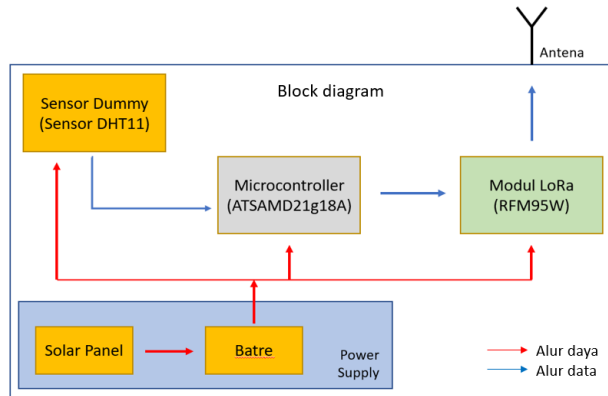 Antena
Block diagram
Sensor Dummy
(Sensor DHT11)
Microcontroller
(ATSAMD21g18A)
Modul LoRa
(RFM95W)
Solar Panel
Batre
Power
Supply
Alur daya
Alur data